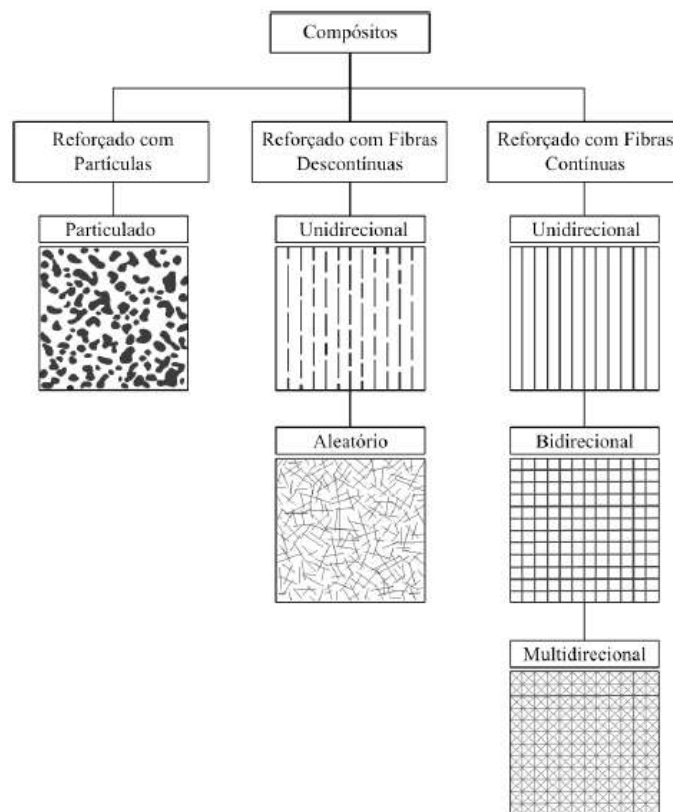 Compósitos
Reforçado com
Partículas
Reforçado com Fibras
Descontínuas
Reforçado com Fibras
Contínuas
Particulado
Unidirecional
Unidirecional
Aleatório
Bidirecional
Multidirecional